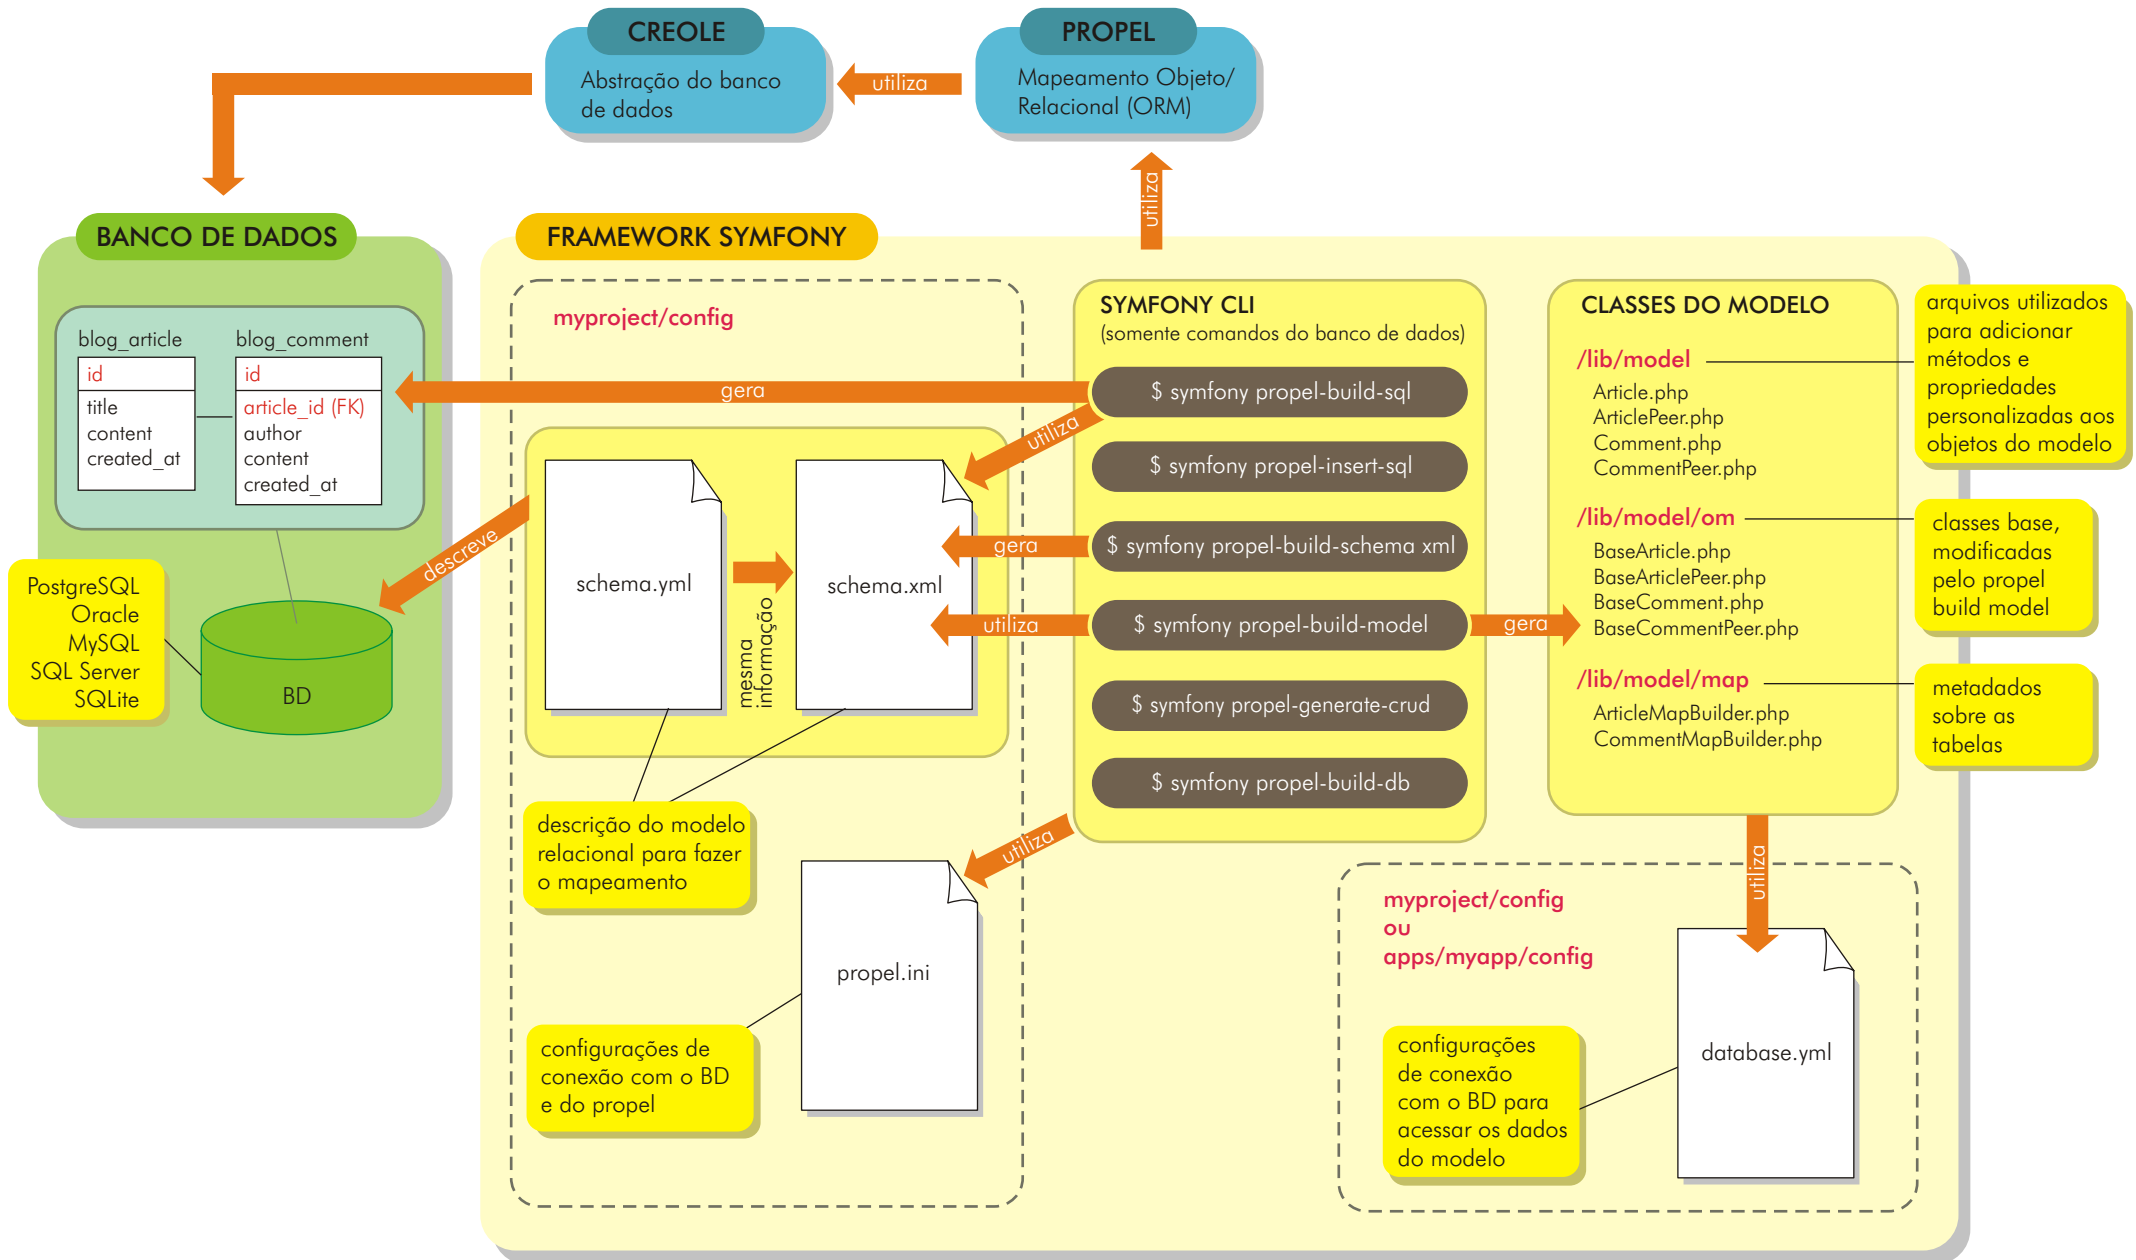 CREOLE
Abstração do banco
de dados
utiliza
PROPEL
Mapeamento Objeto/
Relacional (ORM)
utiliza
BANCO DE DADOS
blog_article
id
title
content
created_at
blog_comment
id
article_id (FK)
author
content
created_at
PostgreSQL
Oracle
MySQL
SQL Server
SQLite
BD
FRAMEWORK SYMFONY
myproject/config
gera
utiliza
descreve
schema.yml
mesma
informação
schema.xml
gera
utiliza
descrição do modelo
relacional para fazer
o mapeamento
utiliza
propel.ini
configurações de
conexão com o BD
e do propel
SYMFONY CLI
(somente comandos do banco de dados)
$ symfony propel-build-sql
$ symfony propel-insert-sql
$ symfony propel-build-schema xml
$ symfony propel-build-model
$ symfony propel-generate-crud
$ symfony propel-build-db
gera
CLASSES DO MODELO
/lib/model
Article.php
ArticlePeer.php
Comment.php
CommentPeer.php
/lib/model/om
BaseArticle.php
BaseArticlePeer.php
BaseComment.php
BaseCommentPeer.php
/lib/model/map
ArticleMapBuilder.php
CommentMapBuilder.php
arquivos utilizados
para adicionar
métodos e
propriedades
personalizadas aos
objetos do modelo
classes base,
modificadas
pelo propel
build model
metadados
sobre as
tabelas
utiliza
myproject/config
ou
apps/myapp/config
database.yml
configurações
de conexão
com o BD para
acessar os dados
do modelo